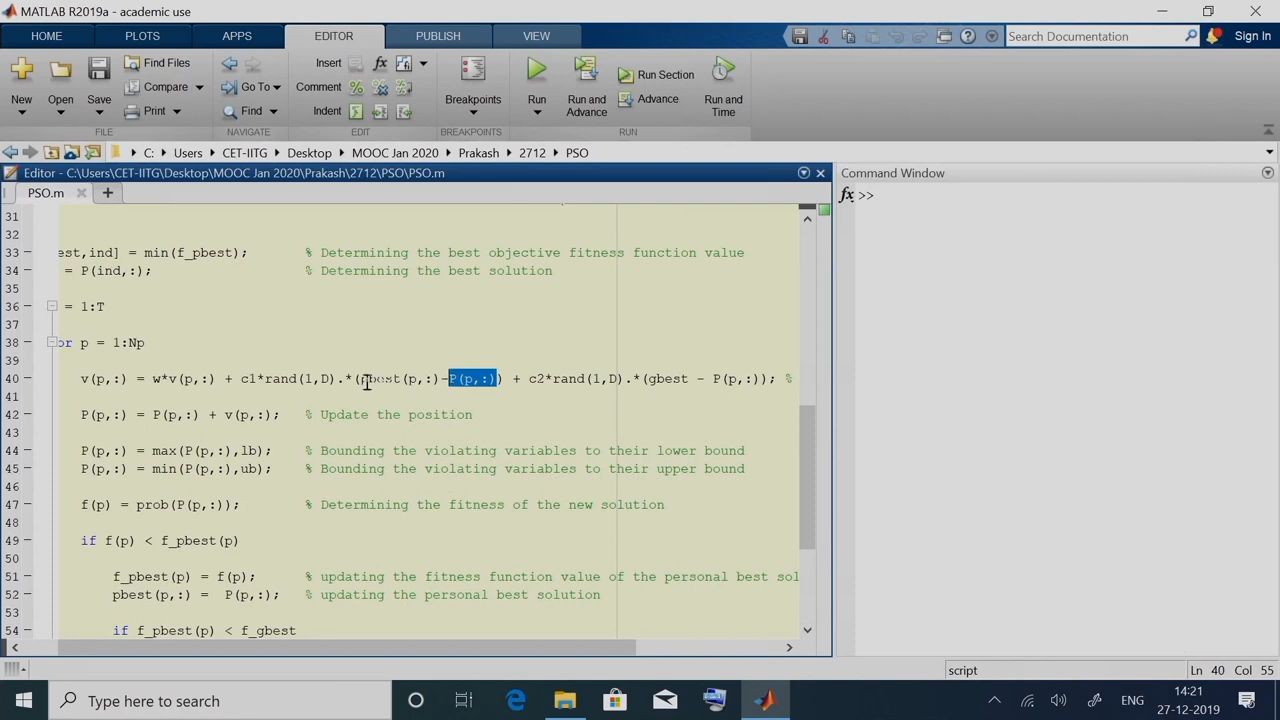 MATLAB R2019a - academic use
HOME PLOTS APPS EDITOR PUBLISH VIEW Search Documentation Sign In
New Open Save Find Files Compare Print
Go To Find
Insert Comment Indent
Breakpoints
Run Run and Advance Run Section Advance Run and Time
FILE NAVIGATE EDIT BREAKPOINTS RUN
C: Users CET-IITG Desktop MOOC Jan 2020 Prakash 2712 PSO
Editor - C:\Users\CET-IITG\Desktop\MOOC Jan 2020\Prakash\2712\PSO\PSO.m
Command Window
PSO.m
fx >>
31
32
33 est,ind] = min(f_pbest); % Determining the best objective fitness function value
34 = P(ind,:); % Determining the best solution
36 = 1:T
37
38 or p = 1:Np
39
40 v(p,:) = w*v(p,:) + c1*rand(1,D).*(pbest(p,:)-P(p,:)) + c2*rand(1,D).*(gbest - P(p,:)); %
41
42 P(p,:) = P(p,:) + v(p,:); % Update the position
43
44 P(p,:) = max(P(p,:),lb); % Bounding the violating variables to their lower bound
45 P(p,:) = min(P(p,:),ub); % Bounding the violating variables to their upper bound
46
47 f(p) = prob(P(p,:)); % Determining the fitness of the new solution
48
49 if f(p) < f_pbest(p)
50
51 f_pbest(p) = f(p); % updating the fitness function value of the personal best sol
52 pbest(p,:) = P(p,:); % updating the personal best solution
53
54 if f_pbest(p) < f_gbest
script Ln 40 Col 55
Type here to search
ENG
14:21
27-12-2019